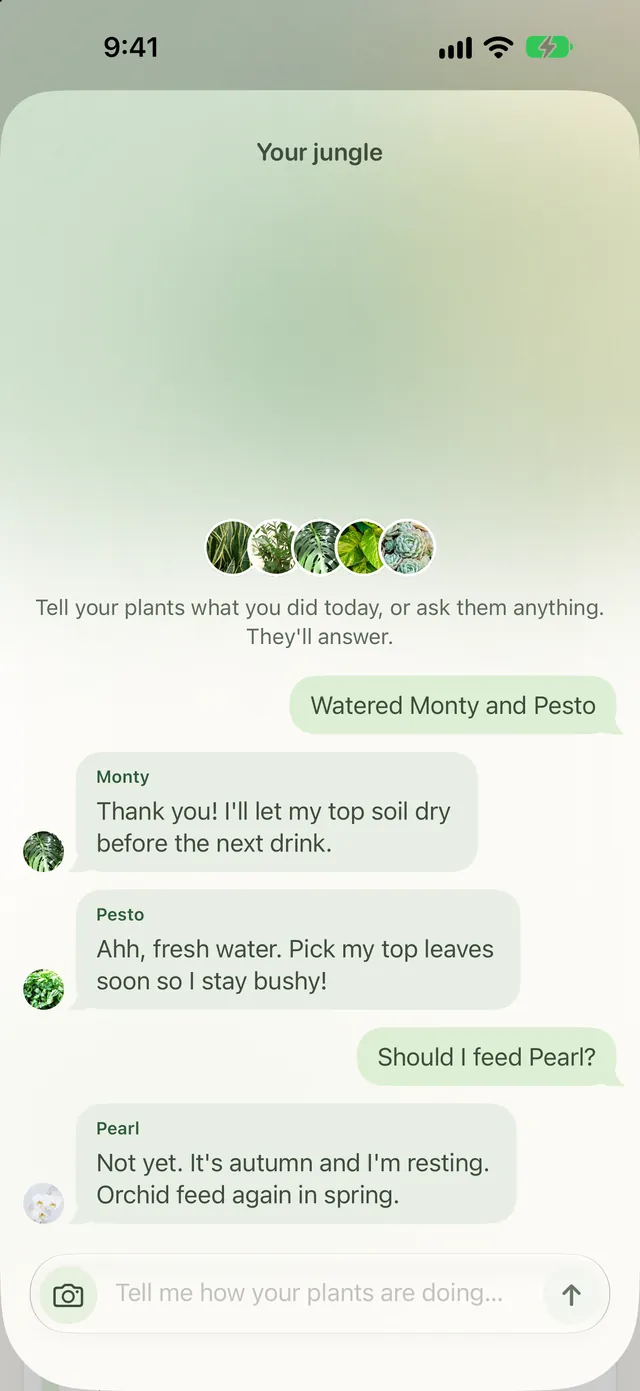 9:41
Your jungle
Tell your plants what you did today, or ask them anything.
They'll answer.
Watered Monty and Pesto
Monty
Thank you! I'll let my top soil dry
before the next drink.
Pesto
Ahh, fresh water. Pick my top leaves
soon so I stay bushy!
Should I feed Pearl?
Pearl
Not yet. It's autumn and I'm resting.
Orchid feed again in spring.
Tell me how your plants are doing...